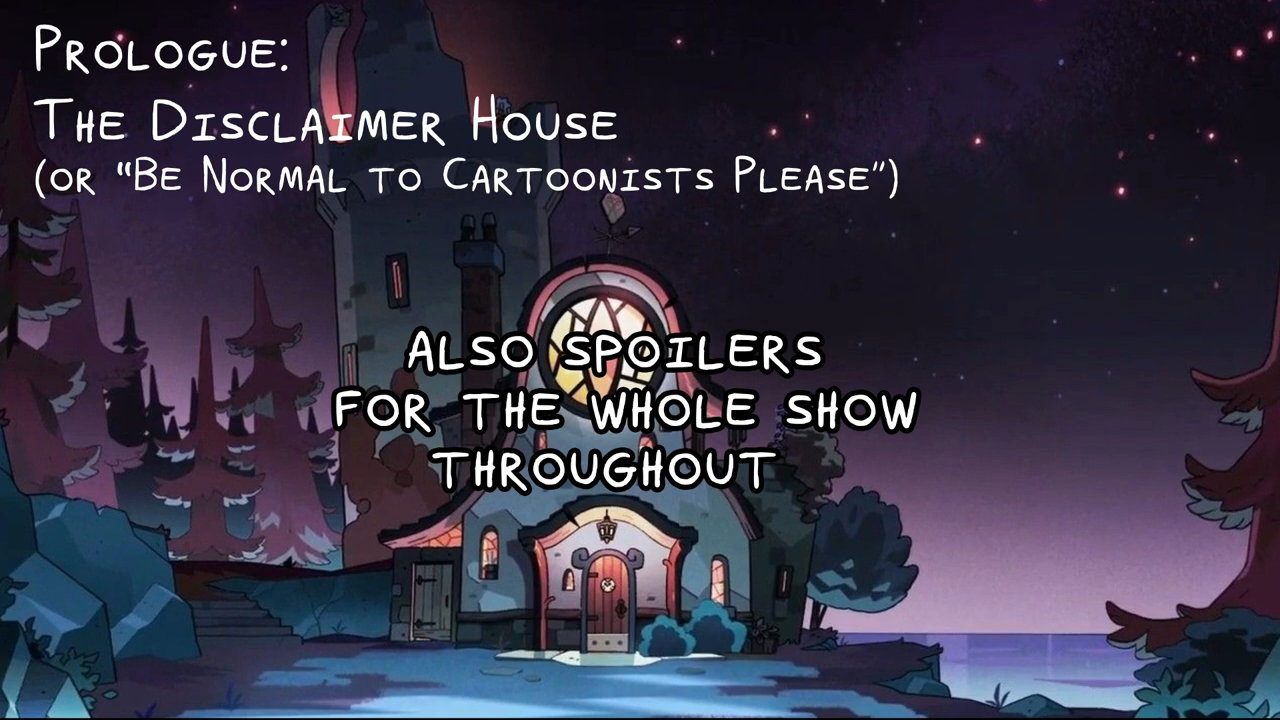 Prologue:
The Disclaimer House
(or "Be Normal to Cartoonists Please")
Also spoilers
for the whole show
throughout